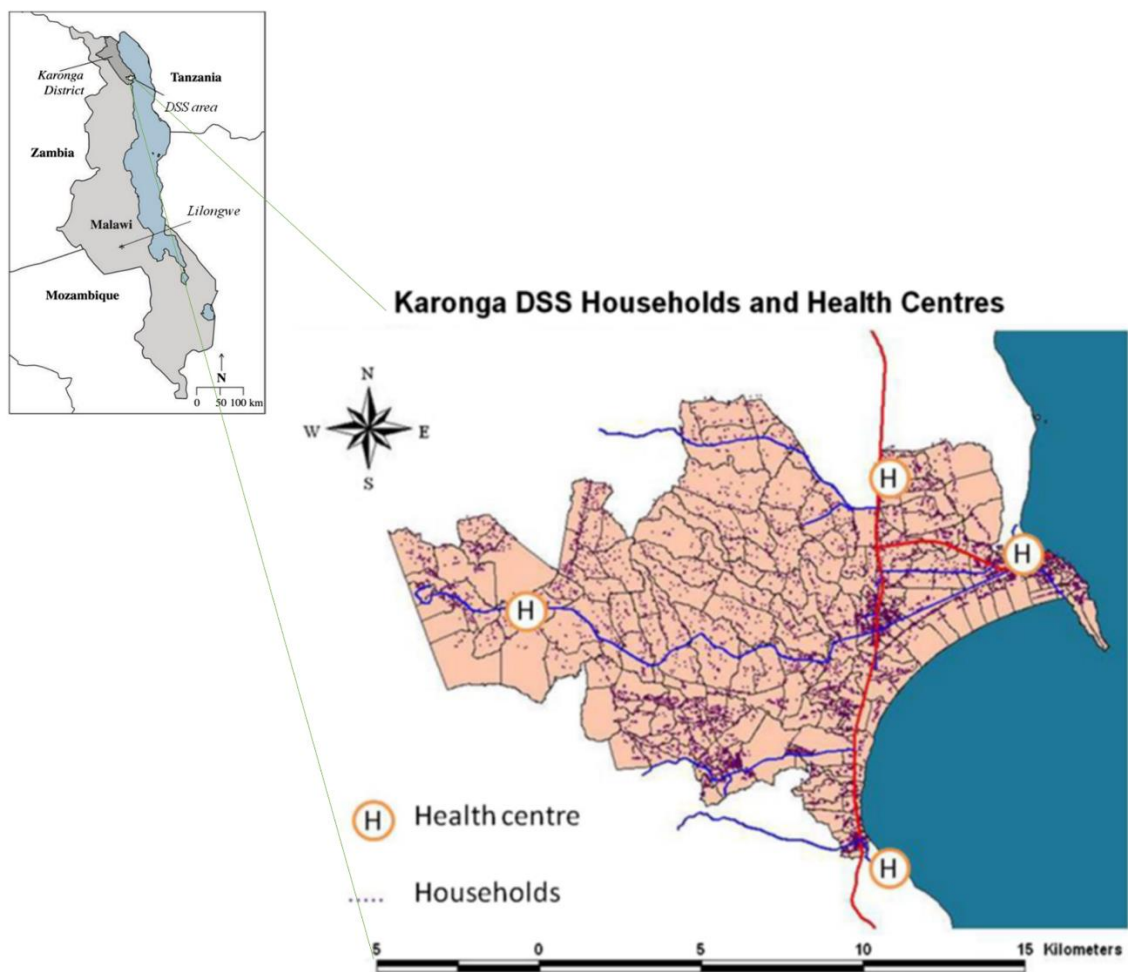 Karonga
District
Tanzania
DSS area
Zambia
Lilongwe
Malawi
Mozambique
N
0 50 100 km
Karonga DSS Households and Health Centres
N
W E
S
H
H
H
H
H Health centre
Households
5 0 5 10 15 Kilometers